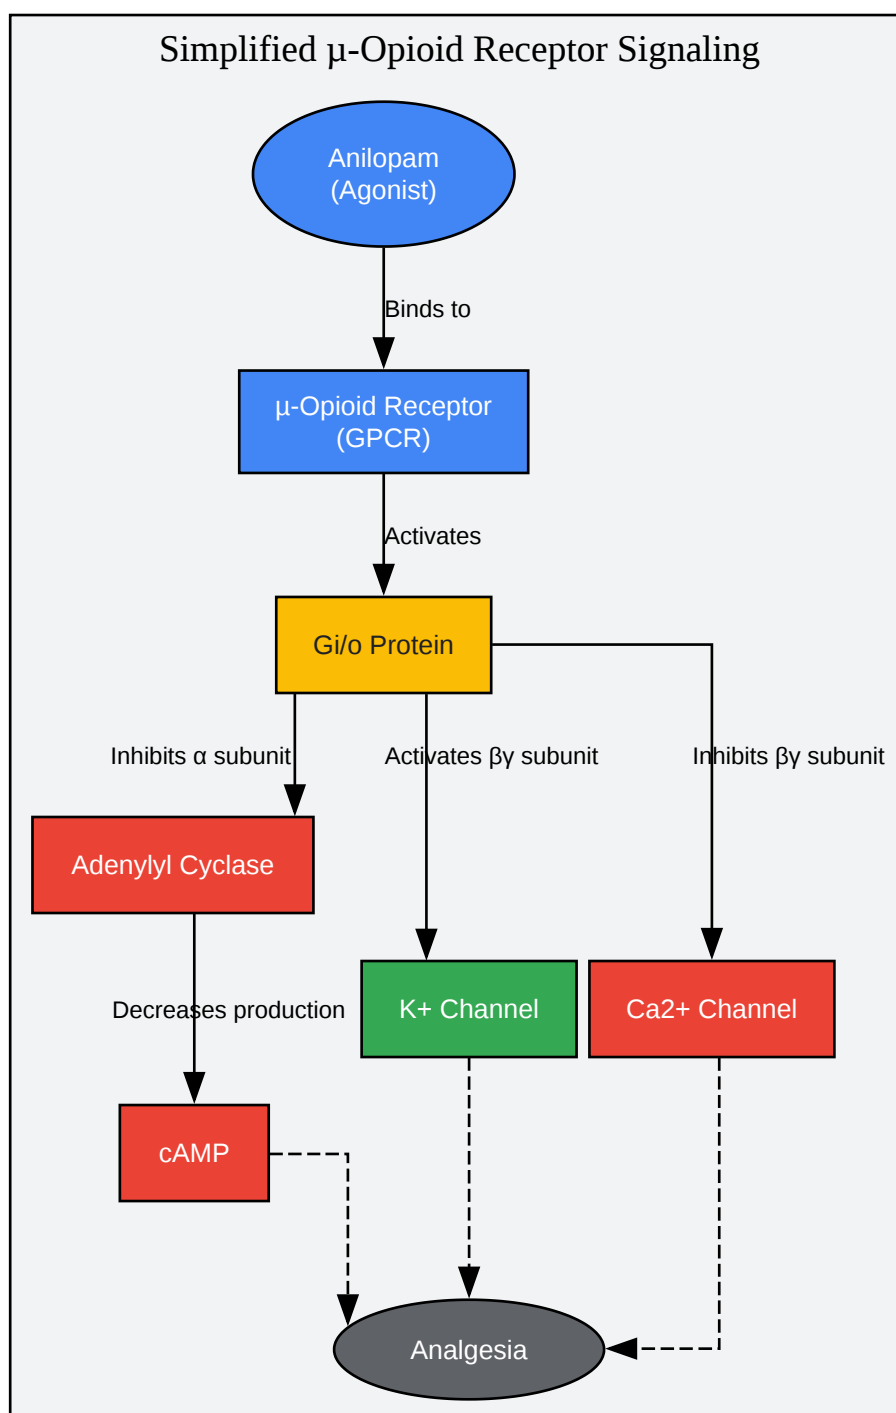 Simplified µ-Opioid Receptor Signaling
Anilopam
(Agonist)
Binds to
µ-Opioid Receptor
(GPCR)
Activates
Gi/o Protein
Inhibits α subunit
Activates βγ subunit
Inhibits βγ subunit
Adenylyl Cyclase
Decreases production
K+ Channel
Ca2+ Channel
cAMP
Analgesia